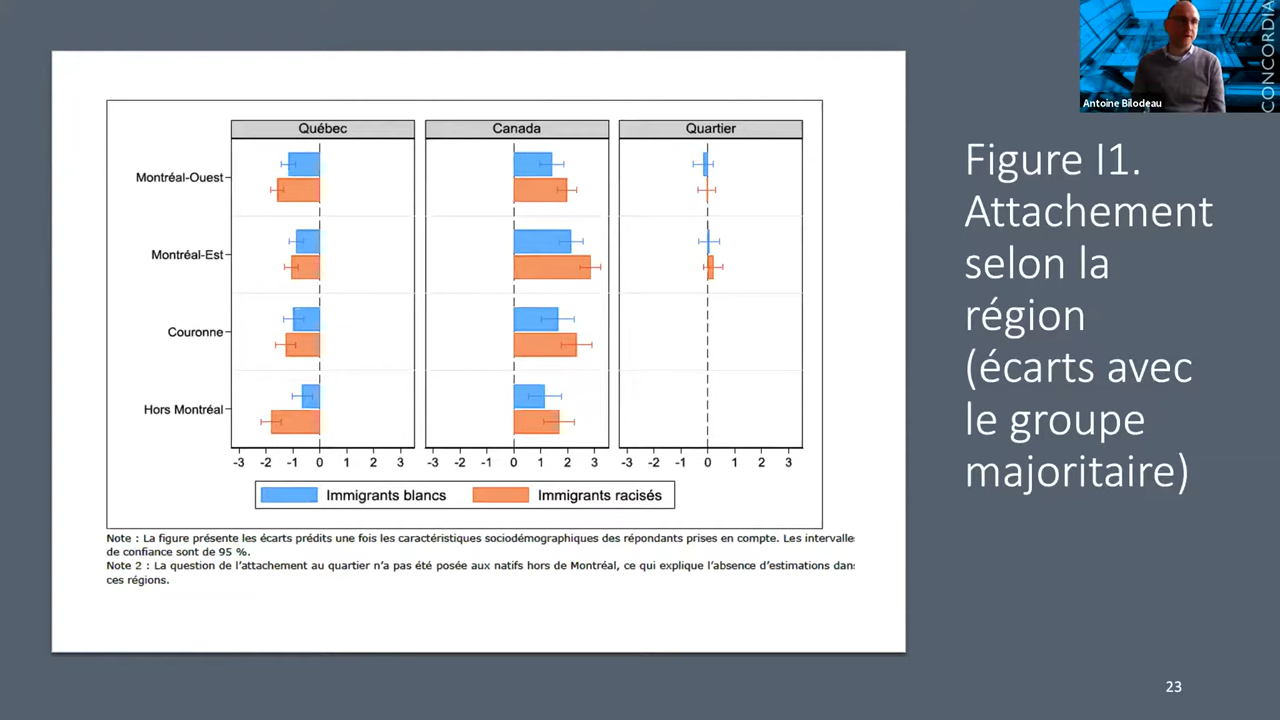 CONCORDIA
Antoine Bilodeau
Figure I1.
Attachement
selon la
région
(écarts avec
le groupe
majoritaire)
Québec
Canada
Quartier
Montréal-Ouest
Montréal-Est
Couronne
Hors Montréal
-3 -2 -1 0 1 2 3
-3 -2 -1 0 1 2 3
-3 -2 -1 0 1 2 3
Immigrants blancs
Immigrants racisés
Note : La figure présente les écarts prédits une fois les caractéristiques sociodémographiques des répondants prises en compte. Les intervalle
de confiance sont de 95 %.
Note 2 : La question de l’attachement au quartier n’a pas été posée aux natifs hors de Montréal, ce qui explique l’absence d’estimations dan
ces régions.
23